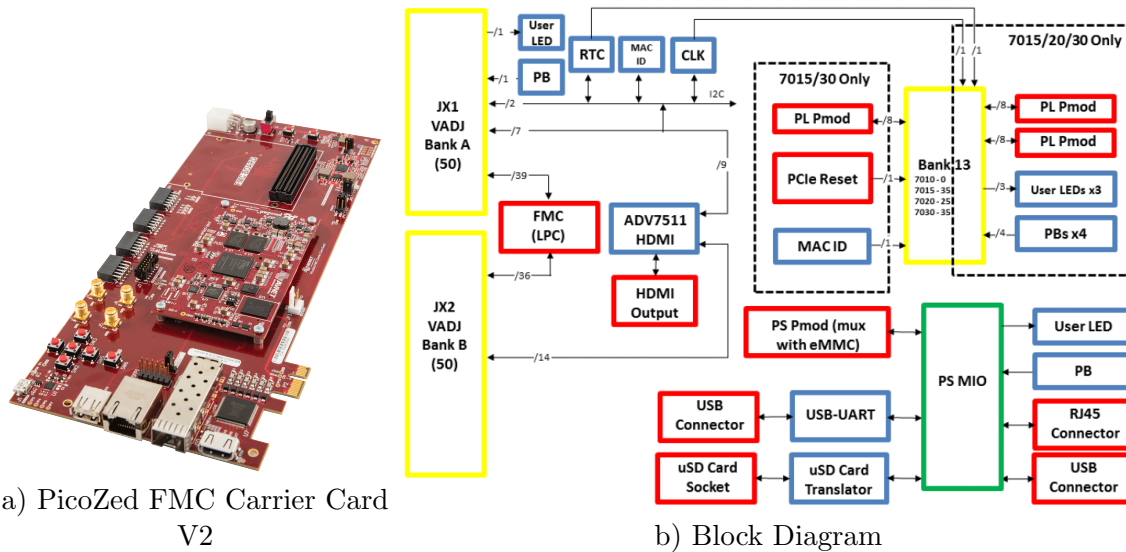 JX1
VADJ
Bank A
(50)
JX2
VADJ
Bank B
(50)
/1
User
LED
/1
PB
RTC
MAC
ID
CLK
/2
I2C
/7
/9
/39
FMC
(LPC)
/36
ADV7511
HDMI
HDMI
Output
/14
/1
/1
7015/20/30 Only
7015/30 Only
PL Pmod
/8
PCIe Reset
/1
MAC ID
/1
Bank 13
7010 - 0
7015 - 35
7020 - 25
7030 - 35
/8
PL Pmod
/8
PL Pmod
/3
User LEDs x3
/4
PBs x4
PS Pmod (mux
with eMMC)
PS MIO
User LED
PB
USB
Connector
USB-UART
RJ45
Connector
uSD Card
Socket
uSD Card
Translator
USB
Connector
a) PicoZed FMC Carrier Card
V2
b) Block Diagram